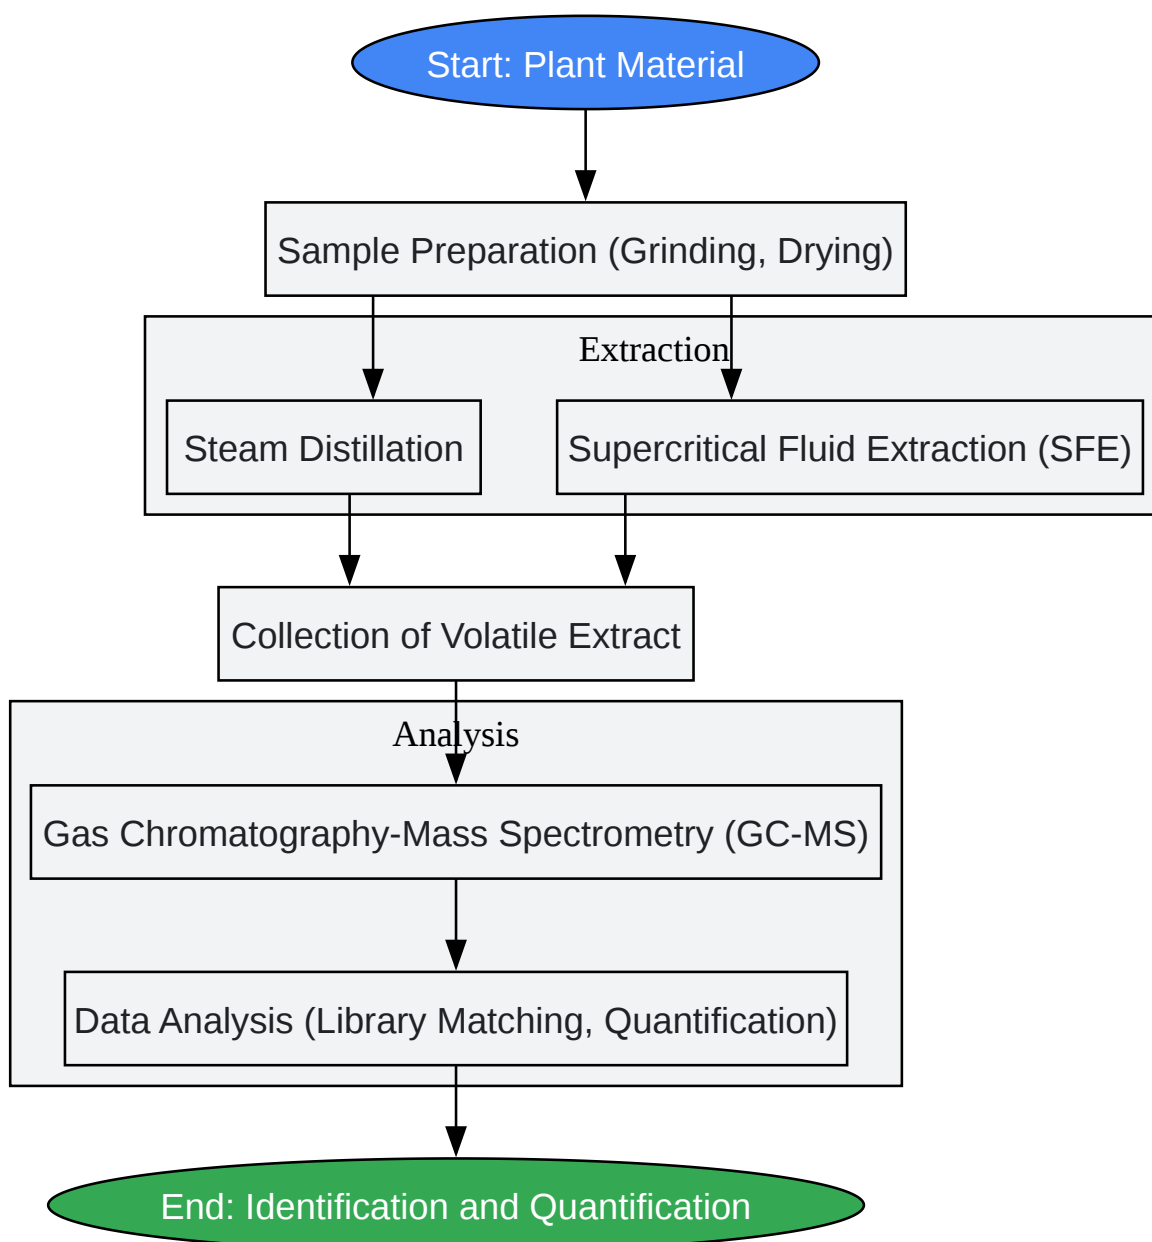 Start: Plant Material
Sample Preparation (Grinding, Drying)
Extraction
Steam Distillation
Supercritical Fluid Extraction (SFE)
Collection of Volatile Extract
Analysis
Gas Chromatography-Mass Spectrometry (GC-MS)
Data Analysis (Library Matching, Quantification)
End: Identification and Quantification